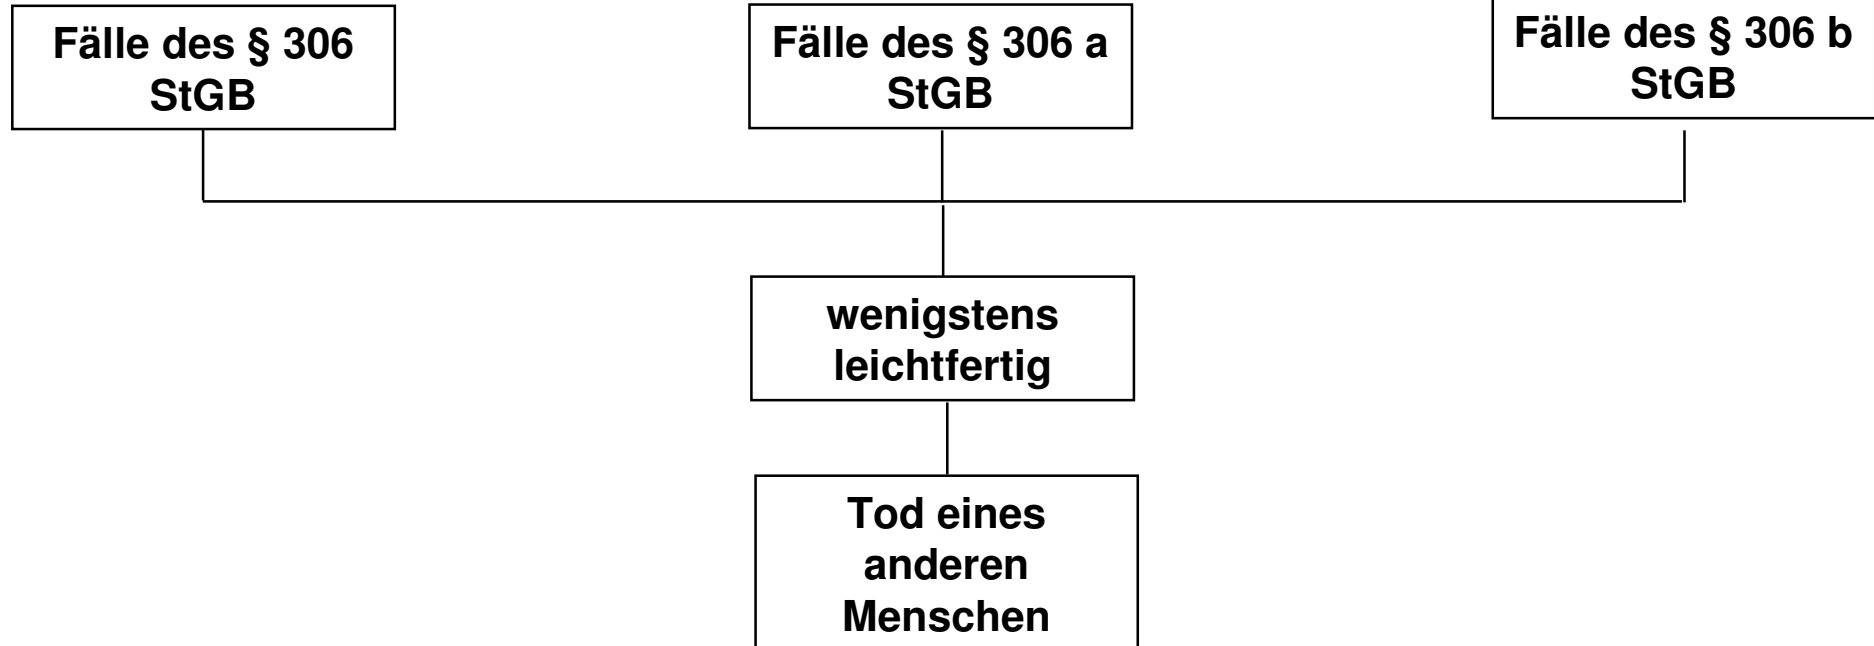 Fälle des § 306
StGB
Fälle des § 306 a
StGB
Fälle des § 306 b
StGB
wenigstens
leichtfertig
Tod eines
anderen
Menschen